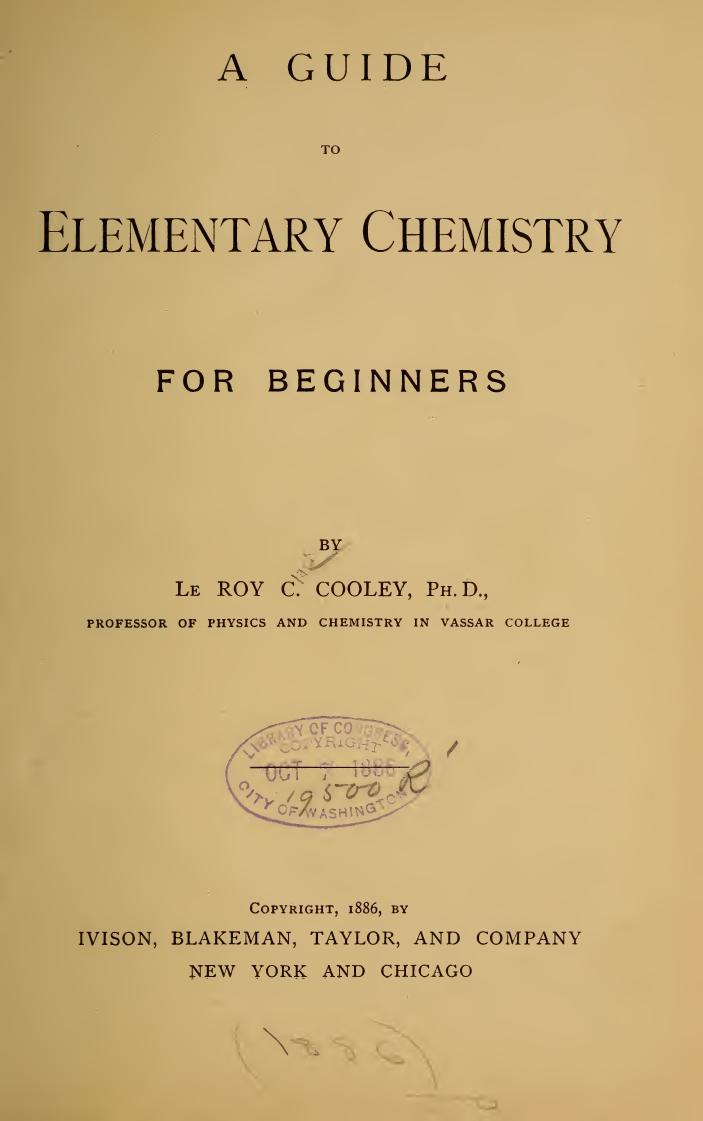 A GUIDE
TO
ELEMENTARY CHEMISTRY
FOR BEGINNERS
BY
LE ROY C. COOLEY, PH.D.,
PROFESSOR OF PHYSICS AND CHEMISTRY IN VASSAR COLLEGE
LIBRARY OF CONGRESS,
COPYRIGHT
OCT 7 1886
19500 R
CITY OF WASHINGTON
COPYRIGHT, 1886, BY
IVISON, BLAKEMAN, TAYLOR, AND COMPANY
NEW YORK AND CHICAGO
(1886)